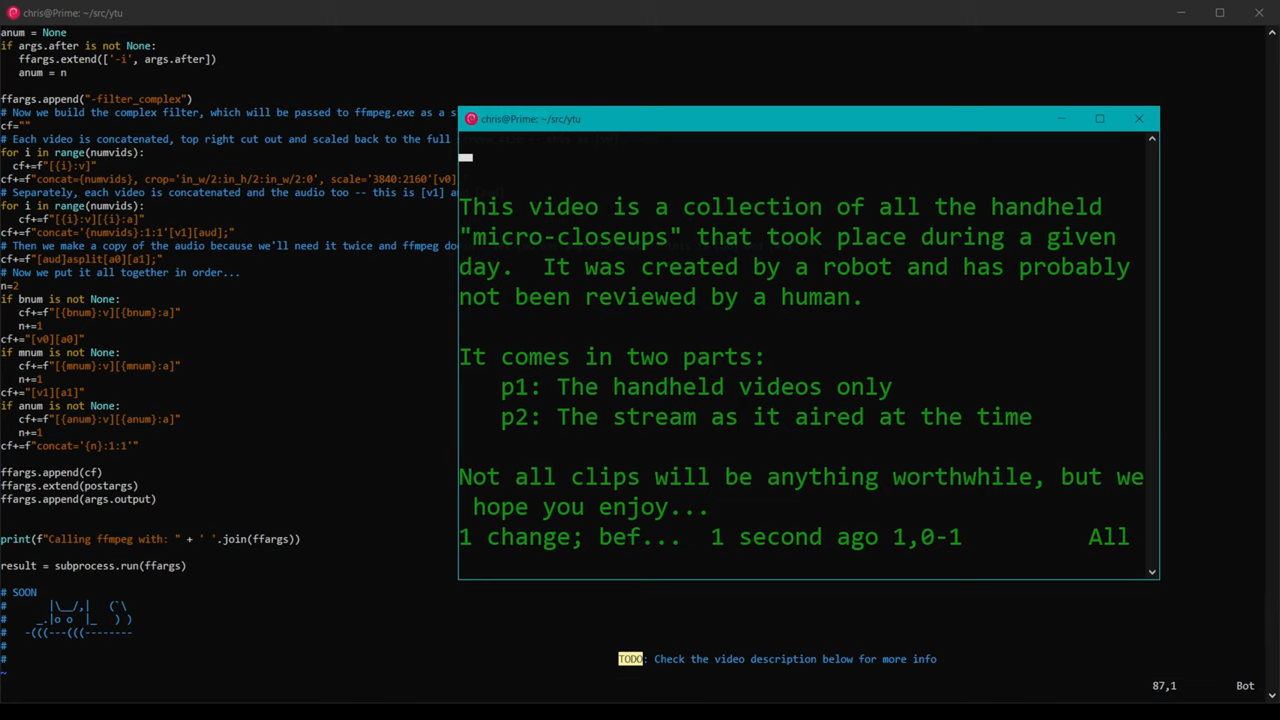 chris@Prime: ~/src/ytu
anum = None
if args.after is not None:
   ffargs.extend(['-i', args.after])
   anum = n
ffargs.append("-filter_complex")
# Now we build the complex filter, which will be passed to ffmpeg.exe as a s
cf=""
# Each video is concatenated, top right cut out and scaled back to the full
for i in range(numvids):
  cf+=f"[{i}:v]"
cf+=f"concat={numvids}, crop='in_w/2:in_h/2:in_w/2:0', scale='3840:2160'[v0]
# Separately, each video is concatenated and the audio too -- this is [v1] a
for i in range(numvids):
   cf+=f"[{i}:v][{i}:a]"
cf+=f"concat='{numvids}:1:1'[v1][aud];"
# Then we make a copy of the audio because we'll need it twice and ffmpeg do
cf+="[aud]asplit[a0][a1];"
# Now we put it all together in order...
n=2
if bnum is not None:
   cf+=f"[{bnum}:v][{bnum}:a]"
   n+=1
cf+="[v0][a0]"
if mnum is not None:
   cf+=f"[{mnum}:v][{mnum}:a]"
   n+=1
cf+="[v1][a1]"
if anum is not None:
   cf+=f"[{anum}:v][{anum}:a]"
   n+=1
cf+=f"concat='{n}:1:1'"
ffargs.append(cf)
ffargs.extend(postargs)
ffargs.append(args.output)
print(f"Calling ffmpeg with: " + ' '.join(ffargs))
result = subprocess.run(ffargs)
# SOON
#      |\__/,|   (`\
#    _.|o o  |_   ) )
#  -(((---(((--------
#
#
~
chris@Prime: ~/src/ytu
This video is a collection of all the handheld
"micro-closeups" that took place during a given
day.  It was created by a robot and has probably
not been reviewed by a human.
It comes in two parts:
   p1: The handheld videos only
   p2: The stream as it aired at the time
Not all clips will be anything worthwhile, but we
 hope you enjoy...
1 change; bef...  1 second ago 1,0-1         All
TODO: Check the video description below for more info
87,1         Bot